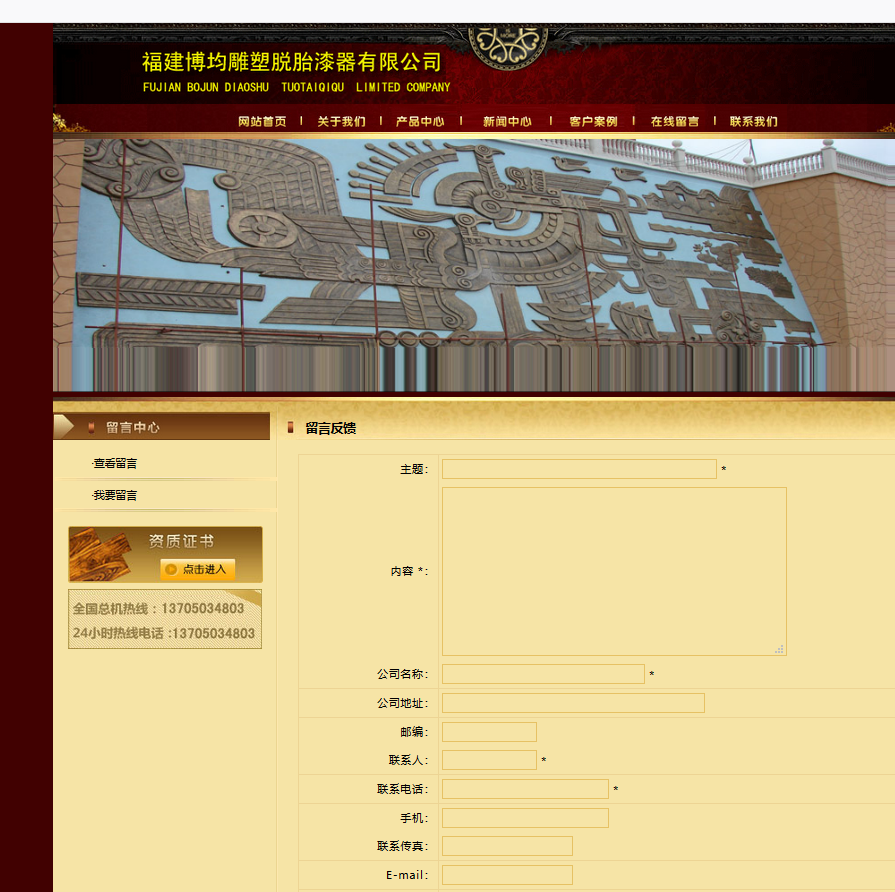 福建博均雕塑脱胎漆器有限公司
FUJIAN BOJUN DIAOSHU TUOTAIQIQU LIMITED COMPANY
网站首页 关于我们 产品中心 新闻中心 客户案例 在线留言 联系我们
留言中心
·查看留言
·我要留言
资质证书
点击进入
全国总机热线：13705034803
24小时热线电话:13705034803
留言反馈
主题： *
内容 *：
公司名称： *
公司地址：
邮编：
联系人： *
联系电话： *
手机：
联系传真：
E-mail：